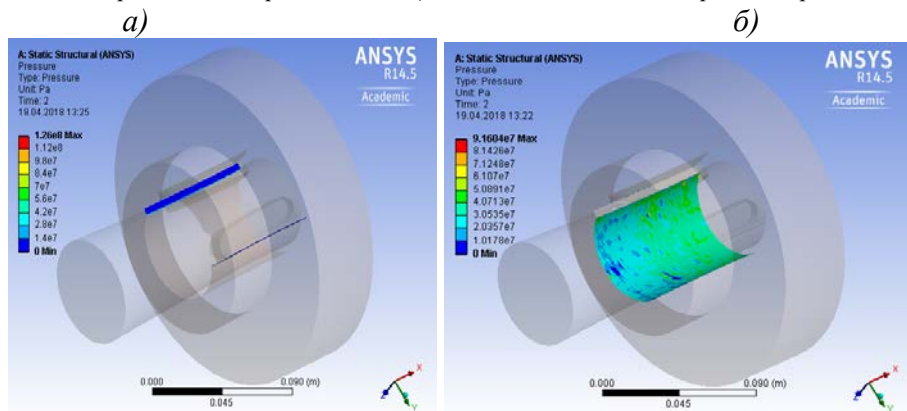 а)
б)
A: Static Structural (ANSYS)
Pressure
Type: Pressure
Unit: Pa
Time: 2
19.04.2018 13:25
1.26e8 Max
1.12e8
9.8e7
8.4e7
7e7
5.6e7
4.2e7
2.8e7
1.4e7
0 Min
ANSYS
R14.5
Academic
0.000
0.090 (m)
0.045
X
Y
Z
A: Static Structural (ANSYS)
Pressure
Type: Pressure
Unit: Pa
Time: 2
19.04.2018 13:22
9.1604e7 Max
8.1426e7
7.1248e7
6.107e7
5.0891e7
4.0713e7
3.0535e7
2.0357e7
1.0178e7
0 Min
ANSYS
R14.5
Academic
0.000
0.090 (m)
0.045
X
Y
Z